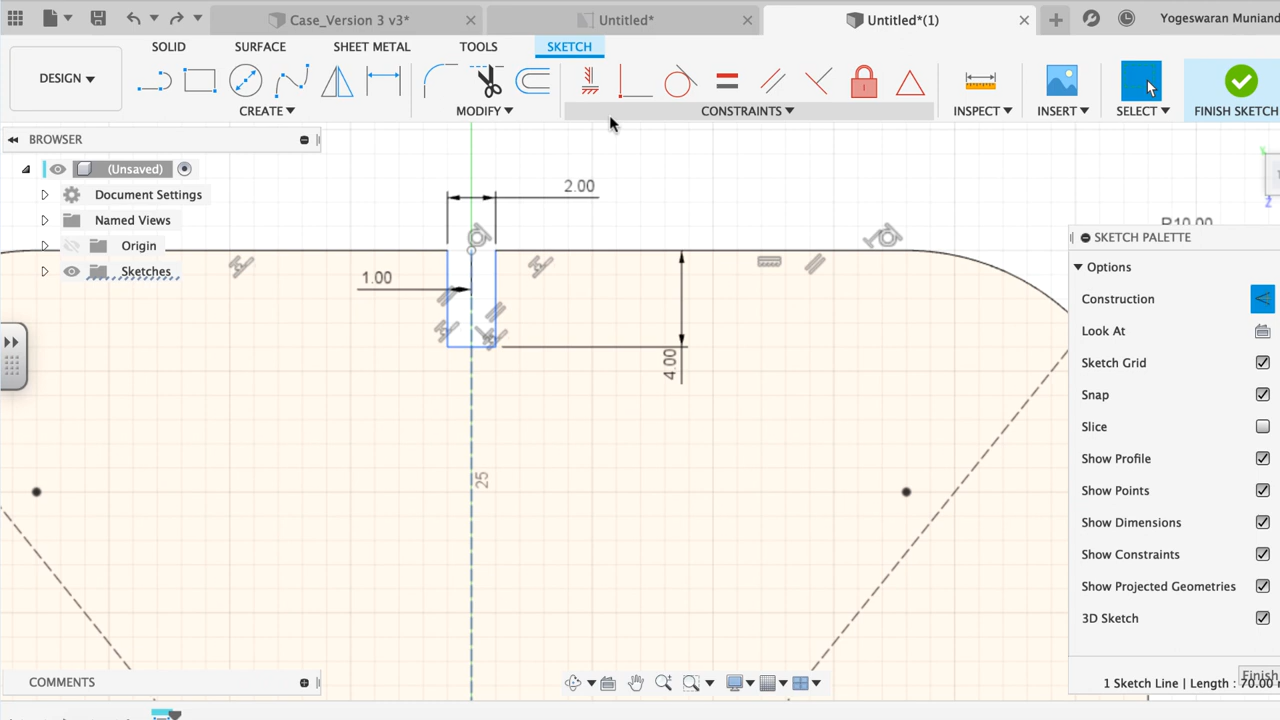 Case_Version 3 v3*
Untitled*
Untitled*(1)
Yogeswaran
DESIGN
SOLID
SURFACE
SHEET METAL
TOOLS
SKETCH
CREATE
MODIFY
CONSTRAINTS
INSPECT
INSERT
SELECT
FINISH SKETCH
BROWSER
(Unsaved)
Document Settings
Named Views
Origin
Sketches
2.00
1.00
4.00
25
R10.00
SKETCH PALETTE
Options
Construction
Look At
Sketch Grid
Snap
Slice
Show Profile
Show Points
Show Dimensions
Show Constraints
Show Projected Geometries
3D Sketch
Finish
COMMENTS
1 Sketch Line | Length : 70.00